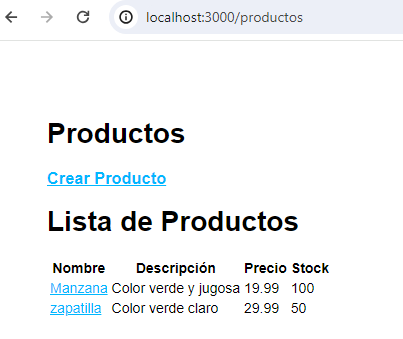 localhost:3000/productos
Productos
Crear Producto
Lista de Productos
Nombre Descripción Precio Stock
Manzana Color verde y jugosa 19.99 100
zapatilla Color verde claro 29.99 50